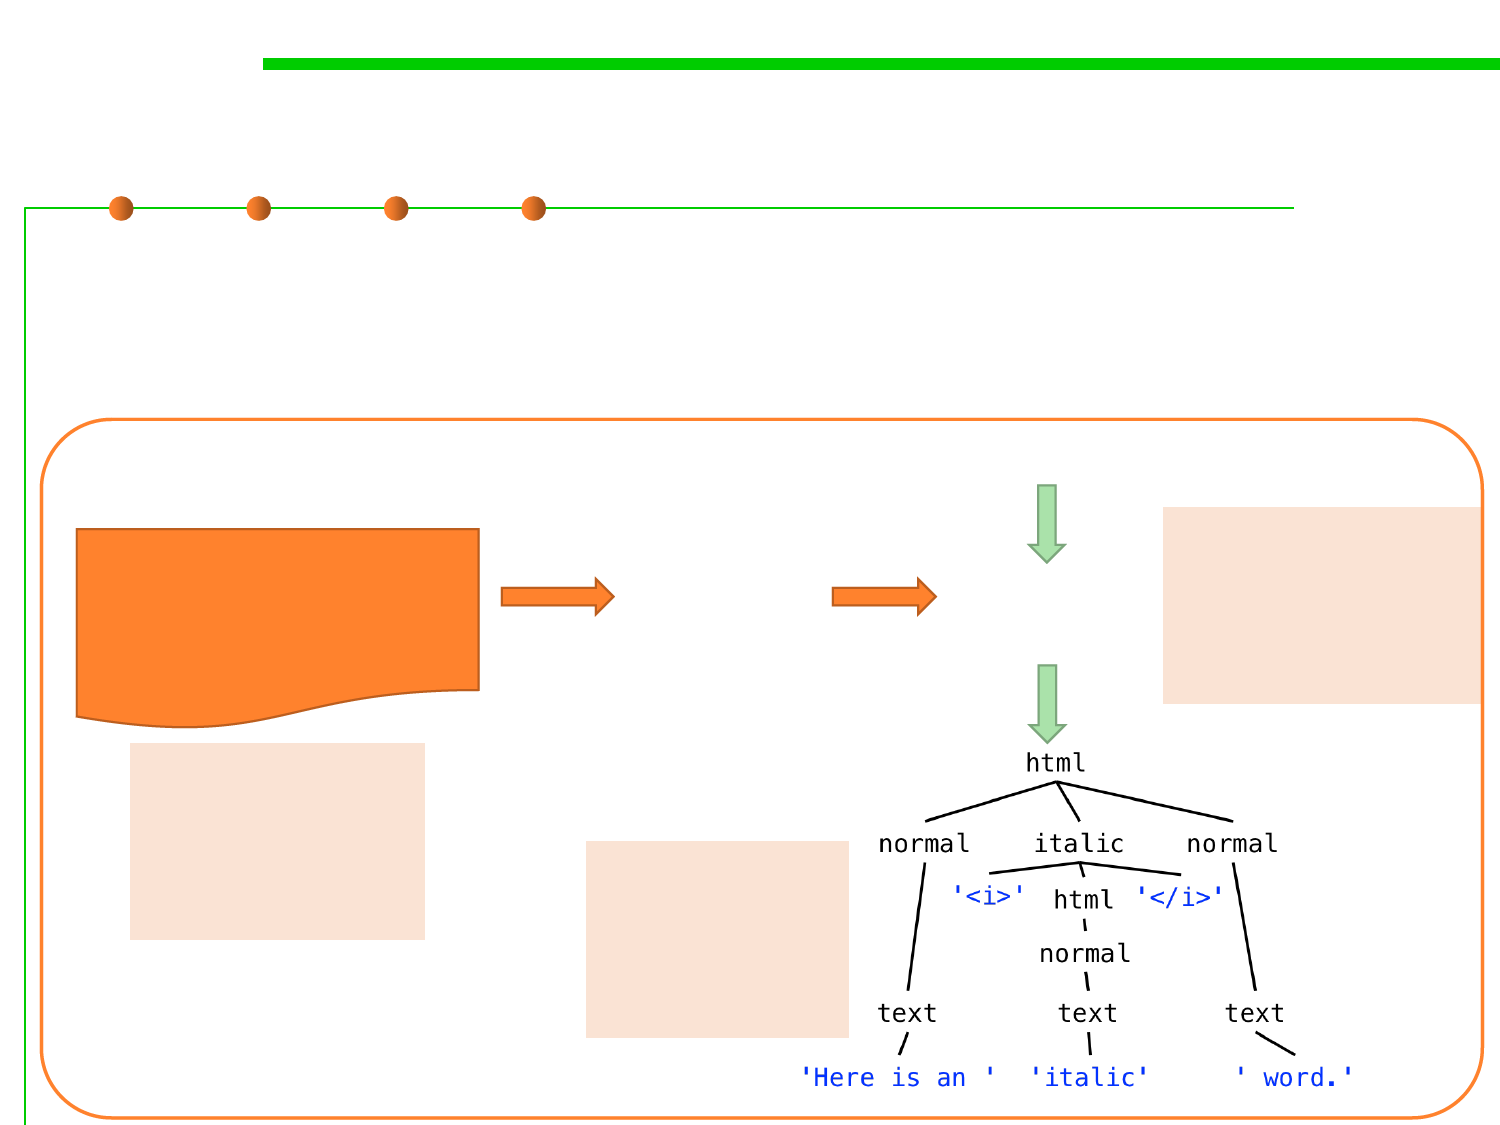 html
normal italic normal
'<i>' html '</i>'
normal
text text text
'Here is an ' 'italic' ' word.'